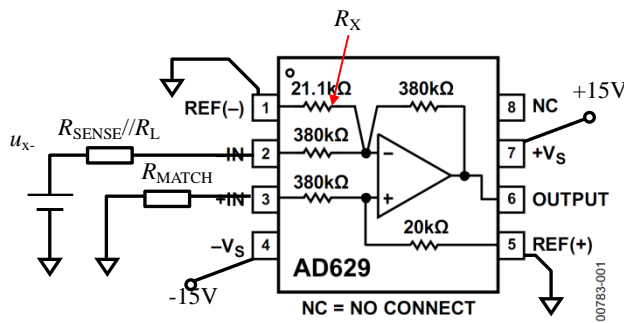 R_X
21.1kΩ
380kΩ
REF(–)
1
8
NC
+15V
u_x-
R_SENSE//R_L
–IN
2
380kΩ
–
7
+V_S
R_MATCH
+IN
3
380kΩ
+
6
OUTPUT
–V_S
4
20kΩ
5
REF(+)
AD629
-15V
NC = NO CONNECT
00783-001